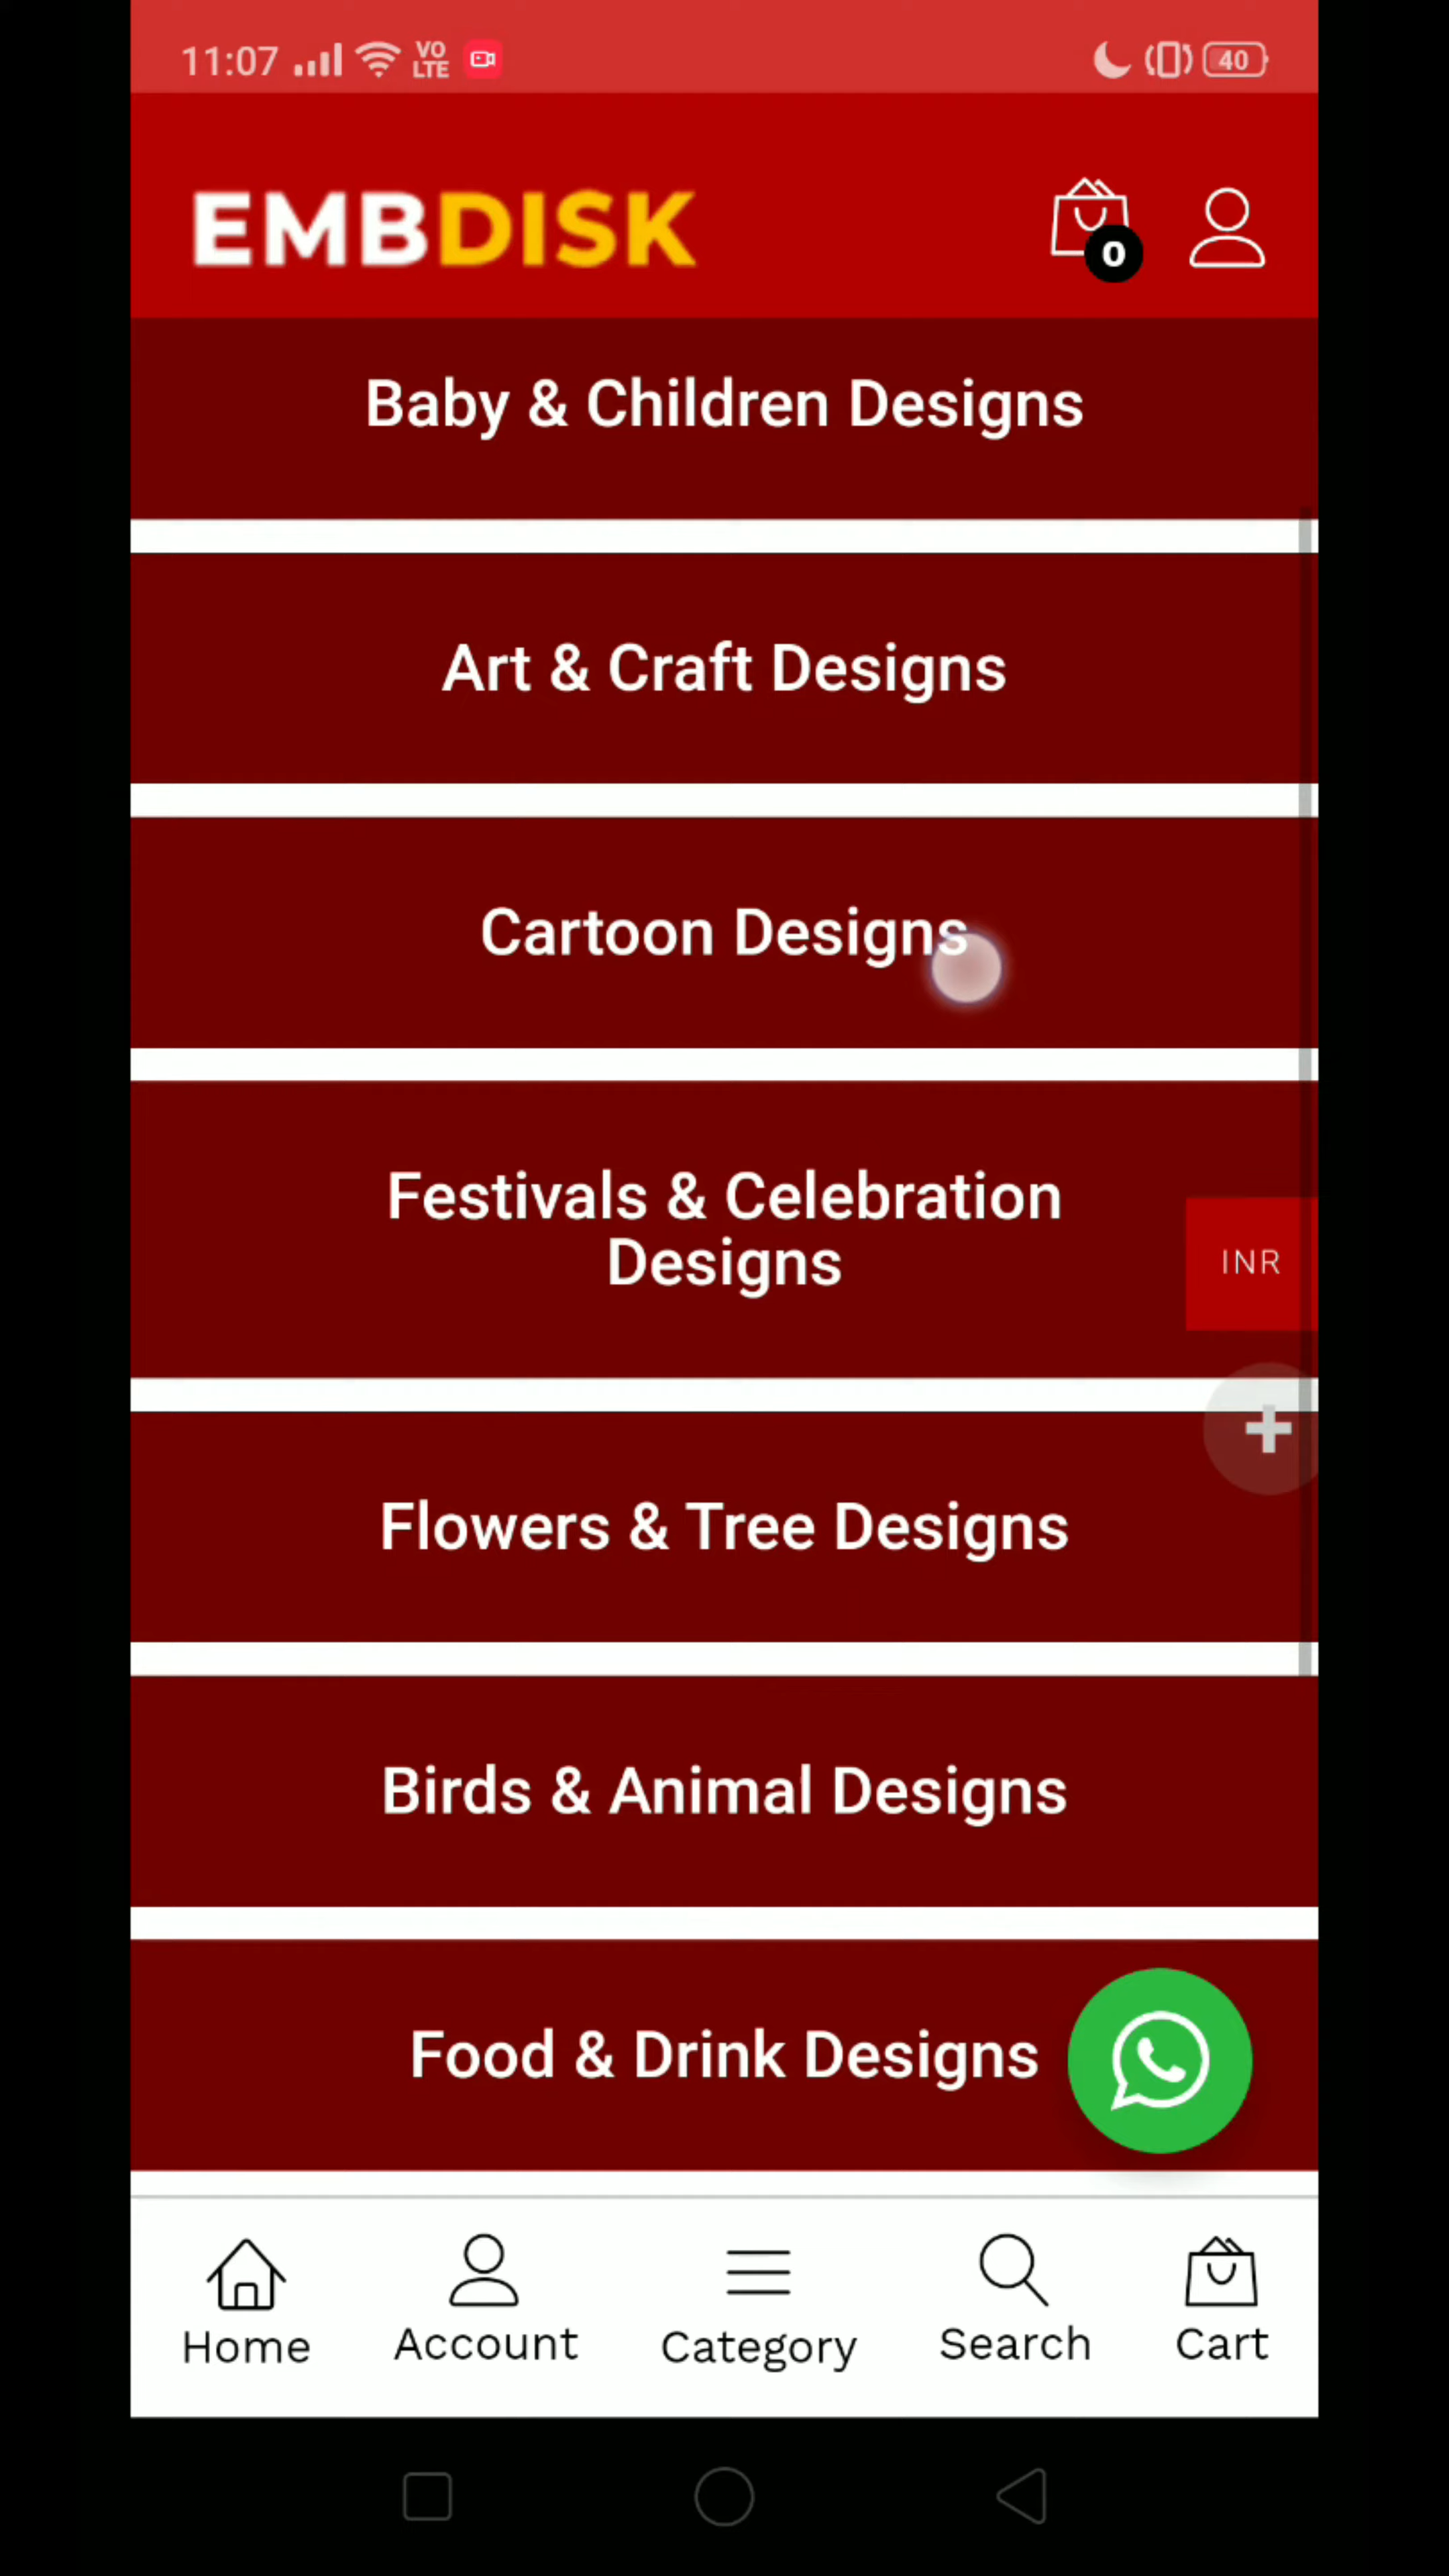 11:07 VO LTE 40
EMBDISK
0
Baby & Children Designs
Art & Craft Designs
Cartoon Designs
Festivals & Celebration
Designs
INR
Flowers & Tree Designs
Birds & Animal Designs
Food & Drink Designs
Home Account Category Search Cart